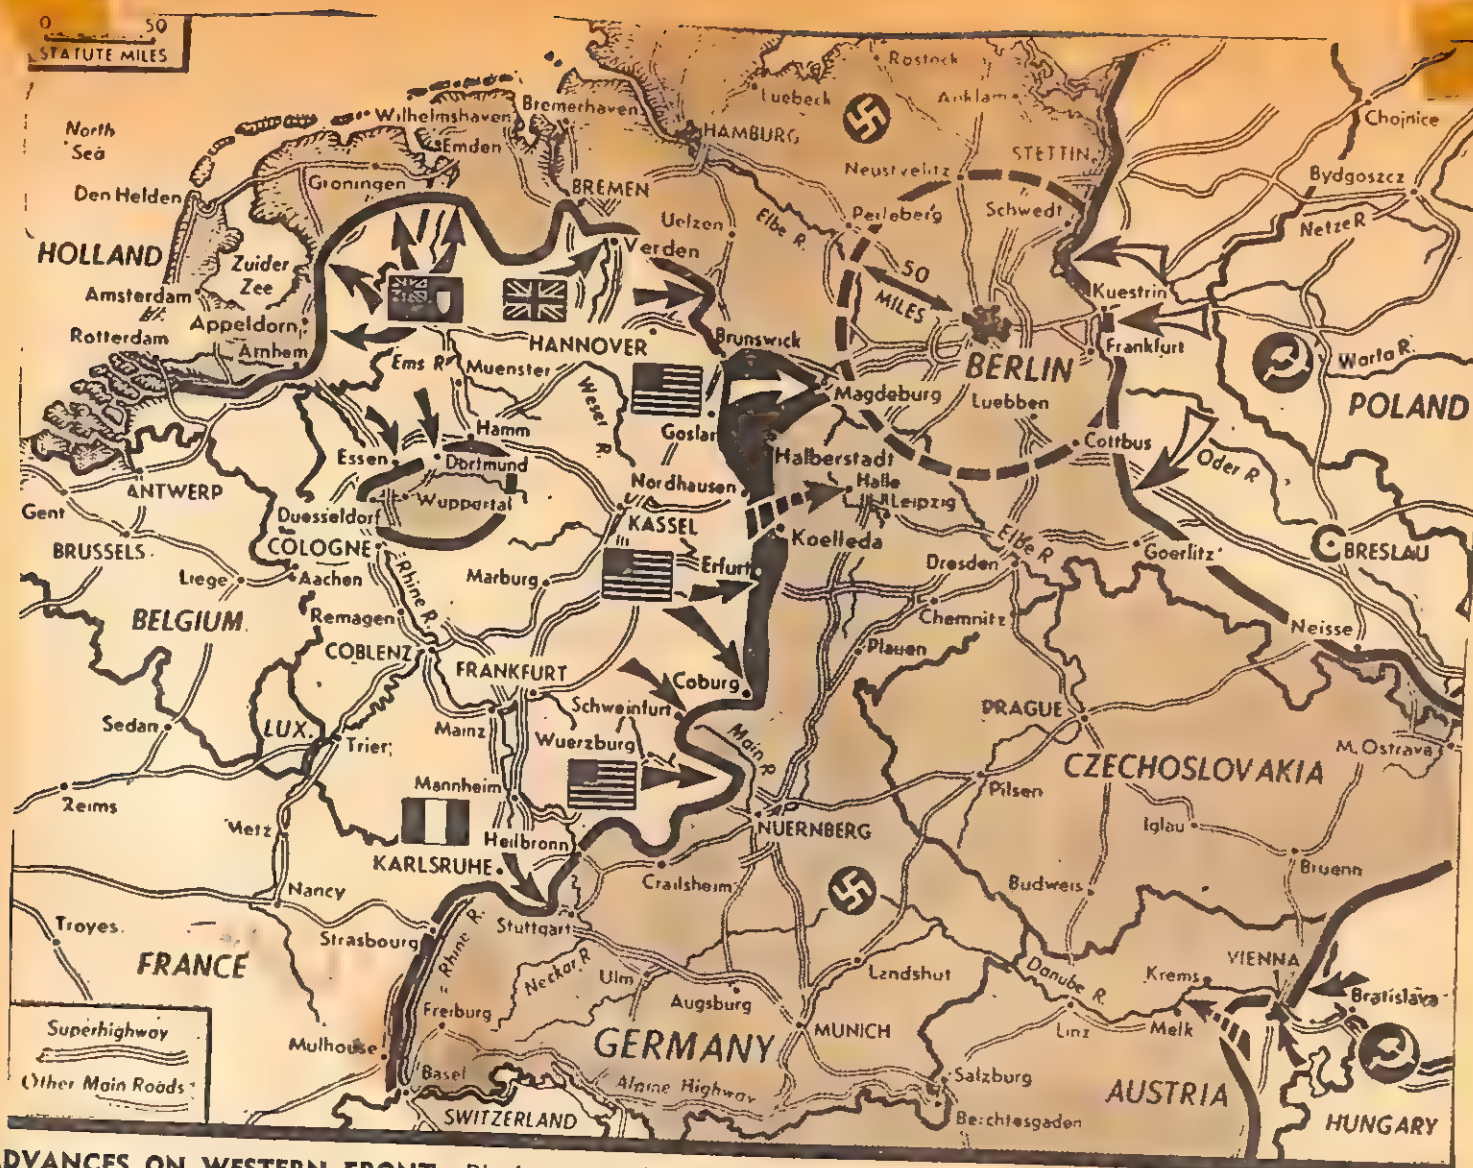 0 50
STATUTE MILES
North
Sea
Den Helden
HOLLAND
Zuider
Zee
Amsterdam
Appeldorn
Rotterdam
Arnhem
Wilhelmshaven
Emden
Groningen
Bremerhaven
BREMEN
Verden
Uelzen
HAMBURG
Luebeck
Rostock
Anklam
STETTIN
Neustrelitz
Perleberg
Schwedt
Elbe R.
50
MILES
BERLIN
Luebben
Kuestrin
Frankfurt
Cottbus
Chojnice
Bydgoszcz
Netze R
Warta R.
POLAND
Oder R
BRESLAU
Ems R
Muenster
HANNOVER
Brunswick
Magdeburg
Weser R.
Goslar
Halberstadt
Hamm
Essen
Dortmund
Wuppertal
Duesseldorf
COLOGNE
Nordhausen
KASSEL
Halle
Leipzig
Koelleda
Erfurt
Elbe R
Dresden
Goerlitz
Chemnitz
Plauen
Neisse
ANTWERP
Gent
BRUSSELS
Liege
Aachen
BELGIUM
Remagen
Rhine R.
Marburg
COBLENZ
FRANKFURT
Coburg
Schweinfurt
Mainz
Wuerzburg
Main R
Sedan
LUX.
Trier
Reims
Metz
Mannheim
Heilbronn
KARLSRUHE
NUERNBERG
Crailsheim
PRAGUE
CZECHOSLOVAKIA
M. Ostrava
Pilsen
Iglau
Bruenn
Budweis
Nancy
Troyes
FRANCE
Strasbourg
Rhine R.
Stuttgart
Neckar R
Ulm
Augsburg
Landshut
Freiburg
Mulhouse
Basel
GERMANY
MUNICH
Alpine Highway
SWITZERLAND
Salzburg
Berchtesgaden
Danube R.
Linz
Melk
Krems
VIENNA
Bratislava
AUSTRIA
HUNGARY
Superhighway
Other Main Roads
ADVANCES ON WESTERN FRONT